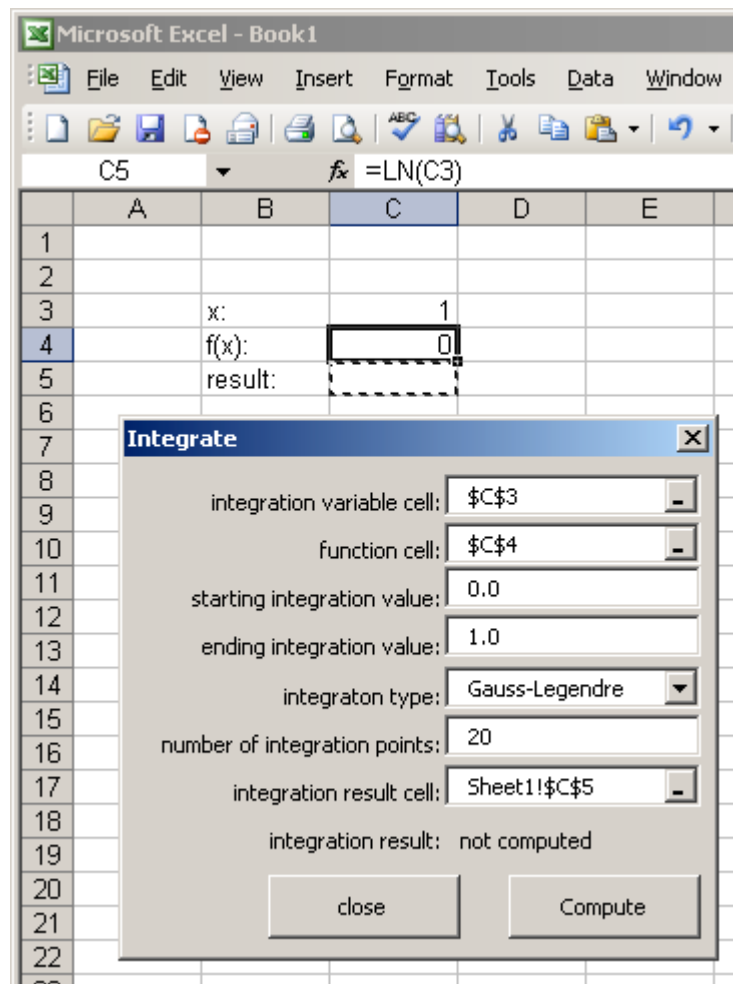 Microsoft Excel - Book1
File Edit View Insert Format Tools Data Window
ABC
C5 fx =LN(C3)
A B C D E
1
2
3 x: 1
4 f(x): 0
5 result:
6
7 Integrate
8
9 integration variable cell: $C$3
10 function cell: $C$4
11 starting integration value: 0.0
12
13 ending integration value: 1.0
14 integraton type: Gauss-Legendre
15
16 number of integration points: 20
17 integration result cell: Sheet1!$C$5
18
19 integration result: not computed
20
21 close Compute
22